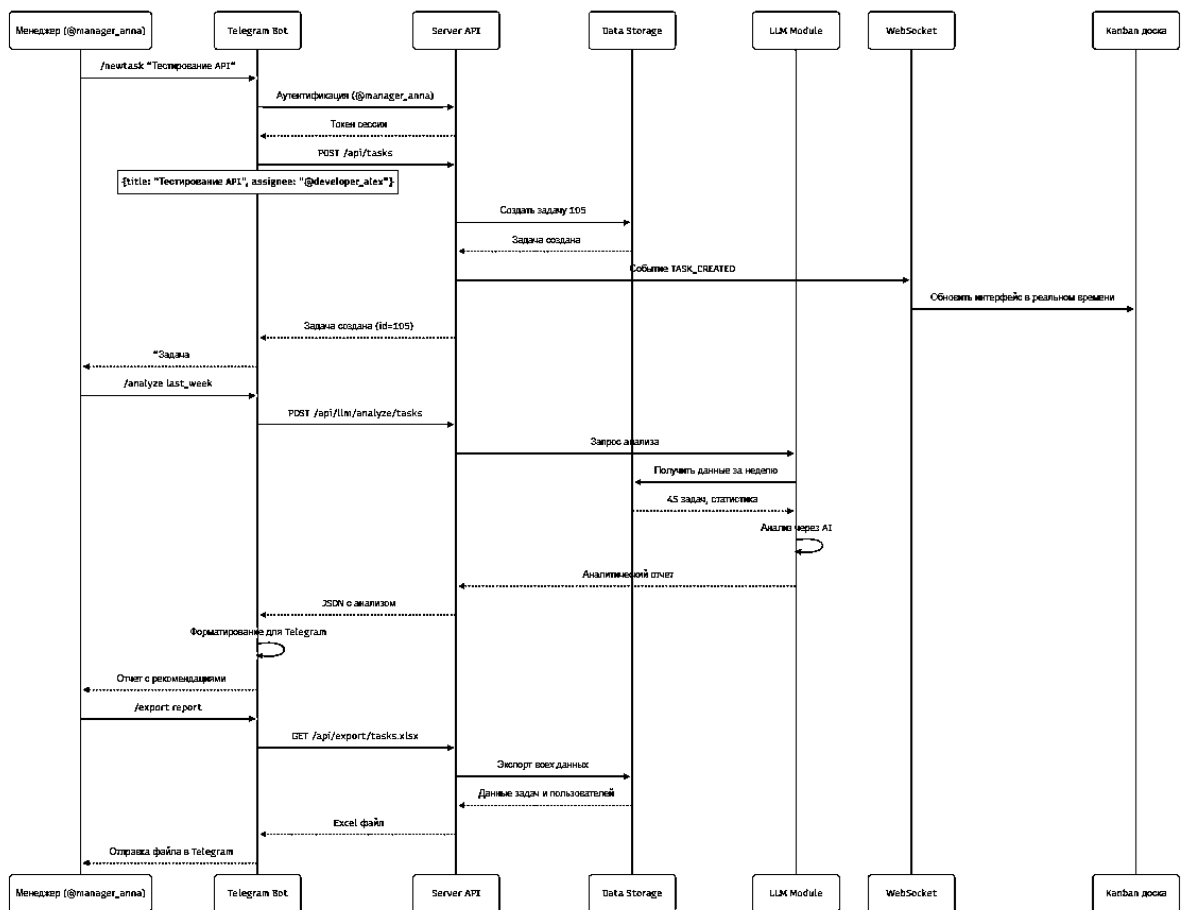 Менеджер (@manager_anna)
Telegram Bot
Server API
Data Storage
LLM Module
WebSocket
Kanban доска
/newtask "Тестирование API"
Аутентификация (@manager_anna)
Токен сессии
POST /api/tasks
{title: "Тестирование API", assignee: "@developer_alex"}
Создать задачу 105
Задача создана
Событие TASK_CREATED
Обновить интерфейс в реальном времени
Задача создана {id=105}
"Задача
/analyze last_week
POST /api/llm/analyze/tasks
Запрос анализа
Получить данные за неделю
45 задач, статистика
Анализ через AI
Аналитический отчет
JSON с анализом
Форматирование для Telegram
Отчет с рекомендациями
/export report
GET /api/export/tasks.xlsx
Экспорт всех данных
Данные задач и пользователей
Excel файл
Отправка файла в Telegram
Менеджер (@manager_anna)
Telegram Bot
Server API
Data Storage
LLM Module
WebSocket
Kanban доска